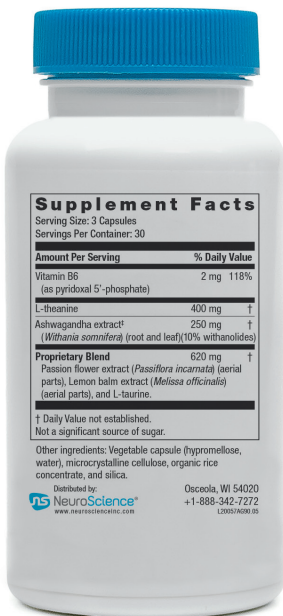 Supplement Facts
Serving Size: 3 Capsules
Servings Per Container: 30
Amount Per Serving % Daily Value
Vitamin B6 2 mg 118%
(as pyridoxal 5'-phosphate)
L-theanine 400 mg †
Ashwagandha extract‡ 250 mg †
(Withania somnifera) (root and leaf)(10% withanolides)
Proprietary Blend 620 mg †
Passion flower extract (Passiflora incarnata) (aerial
parts), Lemon balm extract (Melissa officinalis)
(aerial parts), and L-taurine.
† Daily Value not established.
Not a significant source of sugar.
Other ingredients: Vegetable capsule (hypromellose,
water), microcrystalline cellulose, organic rice
concentrate, and silica.
Distributed by:
ns NeuroScience®
www.neuroscienceinc.com
Osceola, WI 54020
+1-888-342-7272
L20057AG90.05